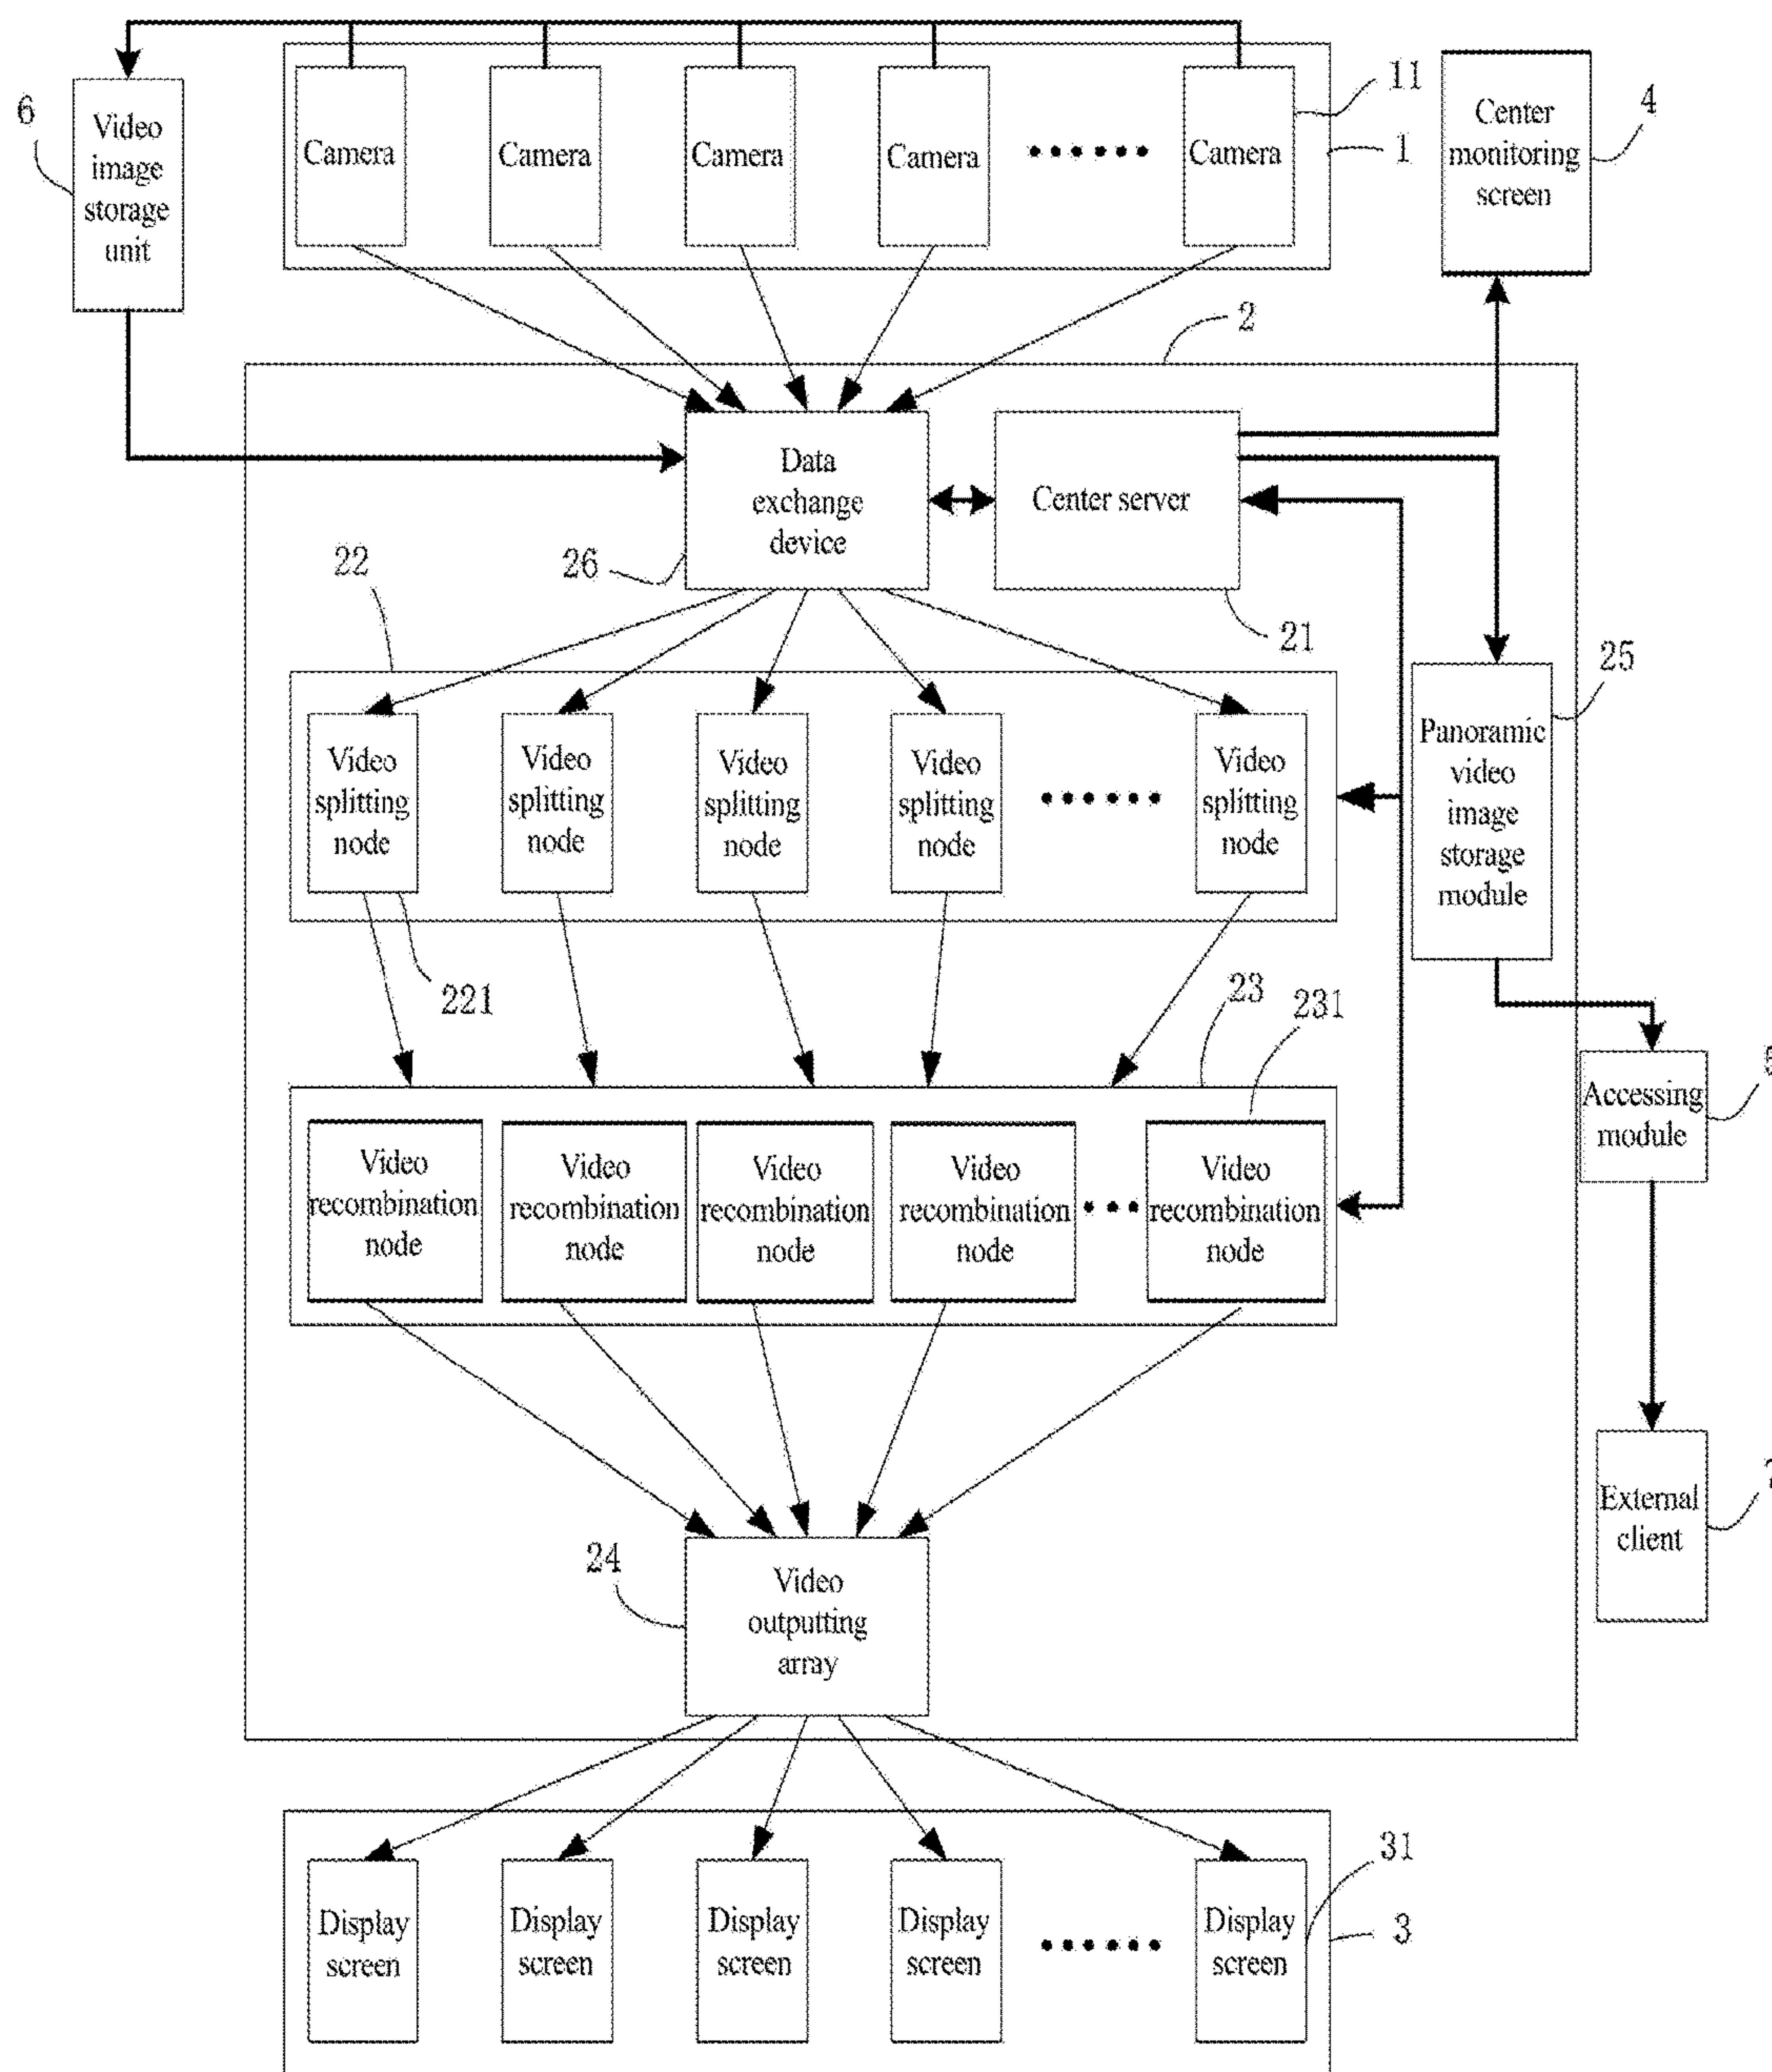 6
Video
image
storage
unit
Camera
Camera
Camera
Camera
Camera
11
1
Center
monitoring
screen
4
2
Data
exchange
device
26
Center server
21
22
Video
splitting
node
Video
splitting
node
Video
splitting
node
Video
splitting
node
Video
splitting
node
221
25
Panoramic
video
image
storage
module
23
231
Video
recombination
node
Video
recombination
node
Video
recombination
node
Video
recombination
node
Video
recombination
node
Accessing
module
5
External
client
24
Video
outputting
array
Display
screen
Display
screen
Display
screen
Display
screen
Display
screen
31
3